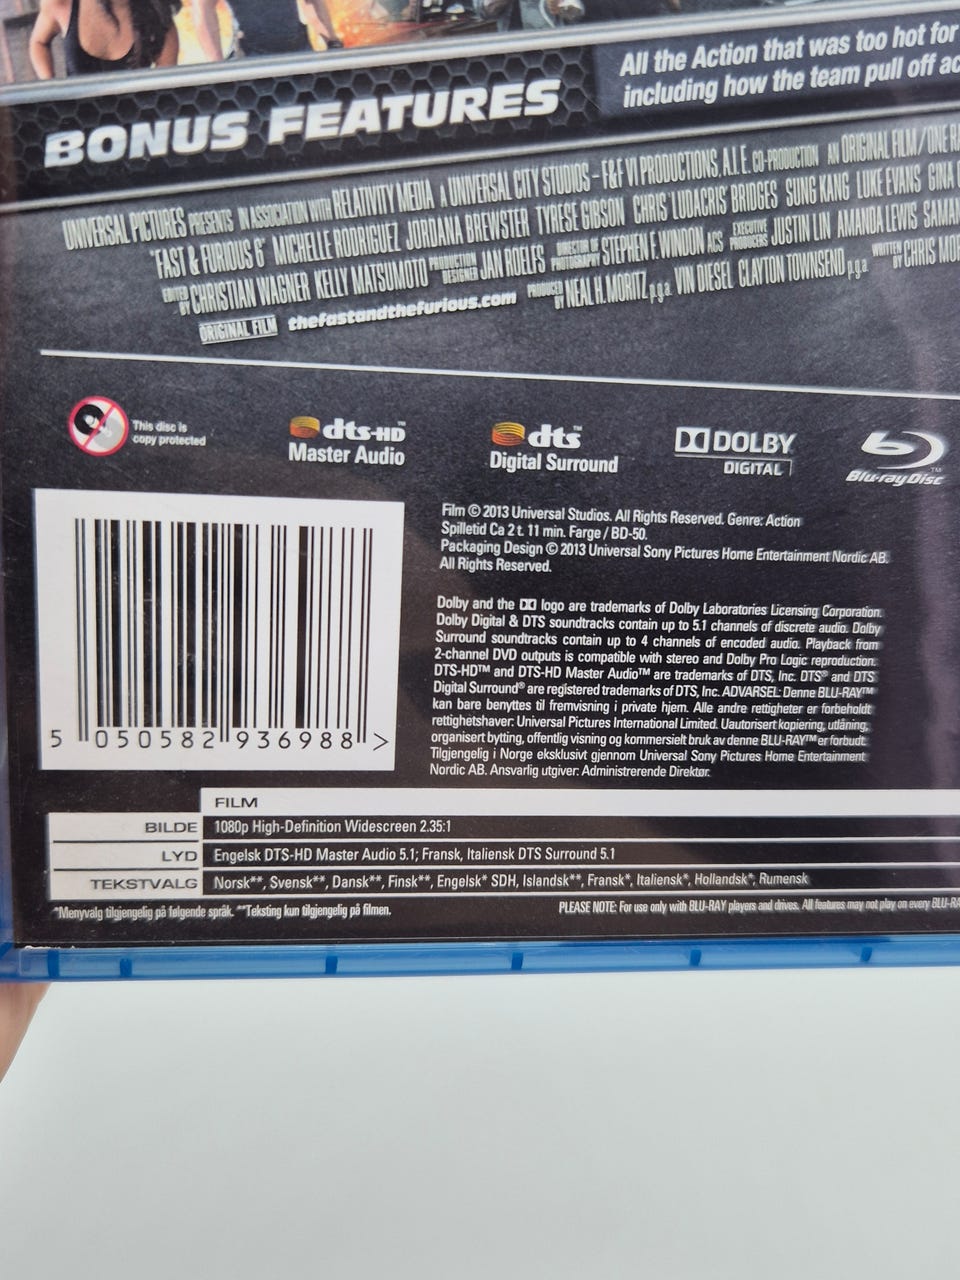 All the Action that was too hot for
including how the team pull off
BONUS FEATURES
UNIVERSAL PICTURES PRESENTS IN ASSOCIATION WITH RELATIVITY MEDIA A UNIVERSAL CITY STUDIOS - F&F VI PRODUCTIONS, A.I.E. CO-PRODUCTION AN ORIGINAL FILM/ONE
"FAST & FURIOUS 6" MICHELLE RODRIGUEZ JORDANA BREWSTER TYRESE GIBSON CHRIS 'LUDACRIS' BRIDGES SUNG KANG LUKE EVANS GINA
EDITED BY CHRISTIAN WAGNER KELLY MATSUMOTO PRODUCTION DESIGNER JAN ROELFS DIRECTOR OF PHOTOGRAPHY STEPHEN F. WINDON ACS EXECUTIVE PRODUCERS JUSTIN LIN AMANDA LEWIS
ORIGINAL FILM thefastandthefurious.com PRODUCED BY NEAL H. MORITZ, p.g.a. VIN DIESEL CLAYTON TOWNSEND, p.g.a. WRITTEN BY CHRIS
This disc is
copy protected
dts-HD™
Master Audio
dts™
Digital Surround
DOLBY
DIGITAL
Blu-ray Disc™
Film © 2013 Universal Studios. All Rights Reserved. Genre: Action
Spilletid Ca 2 t. 11 min. Farge / BD-50.
Packaging Design © 2013 Universal Sony Pictures Home Entertainment Nordic AB.
All Rights Reserved.
Dolby and the logo are trademarks of Dolby Laboratories Licensing Corporation.
Dolby Digital & DTS soundtracks contain up to 5.1 channels of discrete audio. Dolby
Surround soundtracks contain up to 4 channels of encoded audio. Playback from
2-channel DVD outputs is compatible with stereo and Dolby Pro Logic reproduction.
DTS-HD™ and DTS-HD Master Audio™ are trademarks of DTS, Inc. DTS® and DTS
Digital Surround® are registered trademarks of DTS, Inc. ADVARSEL: Denne BLU-RAY™
kan bare benyttes til fremvisning i private hjem. Alle andre rettigheter er forbeholdt
rettighetshaver: Universal Pictures International Limited. Uautorisert kopiering, utlåning,
organisert bytting, offentlig visning og kommersielt bruk av denne BLU-RAY™ er forbudt.
Tilgjengelig i Norge eksklusivt gjennom Universal Sony Pictures Home Entertainment
Nordic AB. Ansvarlig utgiver: Administrerende Direktør.
5 050582 936988 >
FILM
BILDE 1080p High-Definition Widescreen 2.35:1
LYD Engelsk DTS-HD Master Audio 5.1; Fransk, Italiensk DTS Surround 5.1
TEKSTVALG Norsk**, Svensk**, Dansk**, Finsk**, Engelsk* SDH, Islandsk**, Fransk*, Italiensk*, Hollandsk*, Rumensk
*Menyvalg tilgjengelig på følgende språk. **Teksting kun tilgjengelig på filmen.
PLEASE NOTE: For use only with BLU-RAY players and drives. All features may not play on every